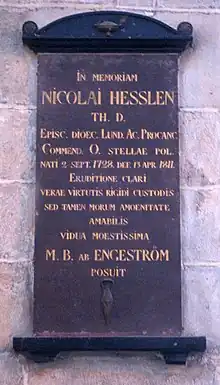 IN MEMORIAM
NICOLAI HESSLEN
TH. D.
EPISC. DIOEC. LUND. AC. PROCANC.
COMMEND. O. STELLAE POL.
NATI 2 SEPT. 1728. DEF. 13 APR. 1811.
ERUDITIONE CLARI
VERAE VIRTUTIS RIGIDI CUSTODIS
SED TAMEN MORUM AMOENITATE
AMABILIS
VIDUA MOESTISSIMA
M. B. AB ENGESTRÖM
POSUIT